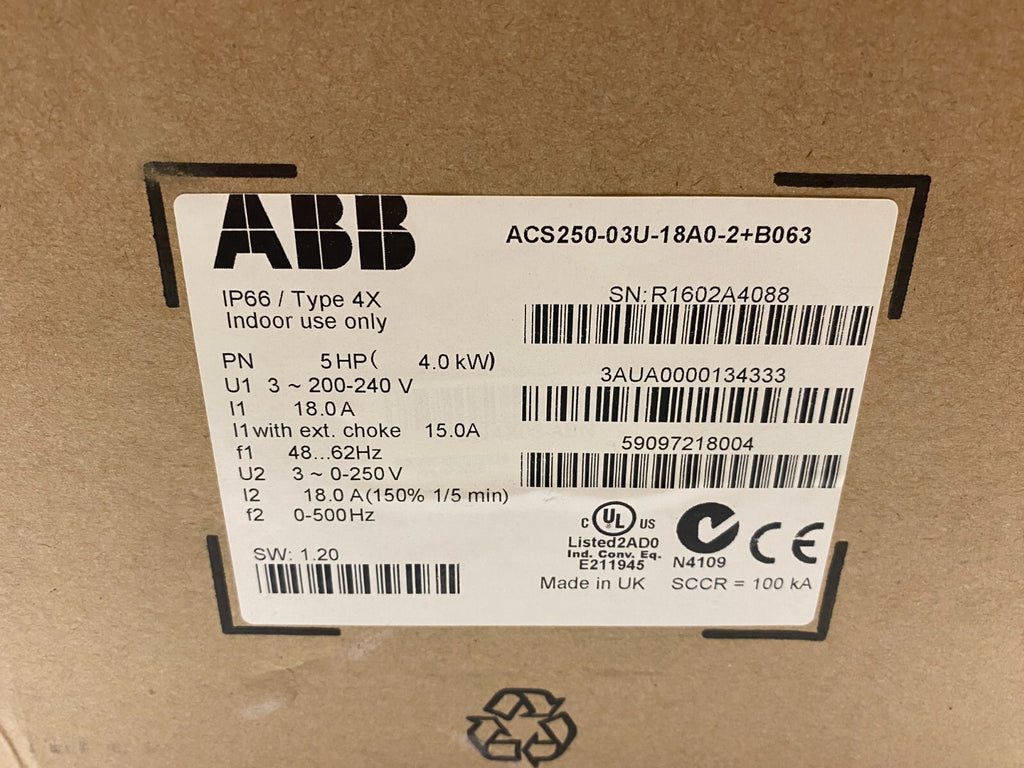 ABB
ACS250-03U-18A0-2+B063
IP66 / Type 4X
Indoor use only
PN 5 HP ( 4.0 kW)
U1 3 ~ 200-240 V
I1 18.0 A
I1 with ext. choke 15.0A
f1 48...62Hz
U2 3 ~ 0-250 V
I2 18.0 A (150% 1/5 min)
f2 0-500 Hz
SW: 1.20
SN: R1602A4088
3AUA0000134333
59097218004
C UL US
Listed 2AD0
Ind. Conv. Eq.
E211945
N4109
CE
Made in UK SCCR = 100 kA